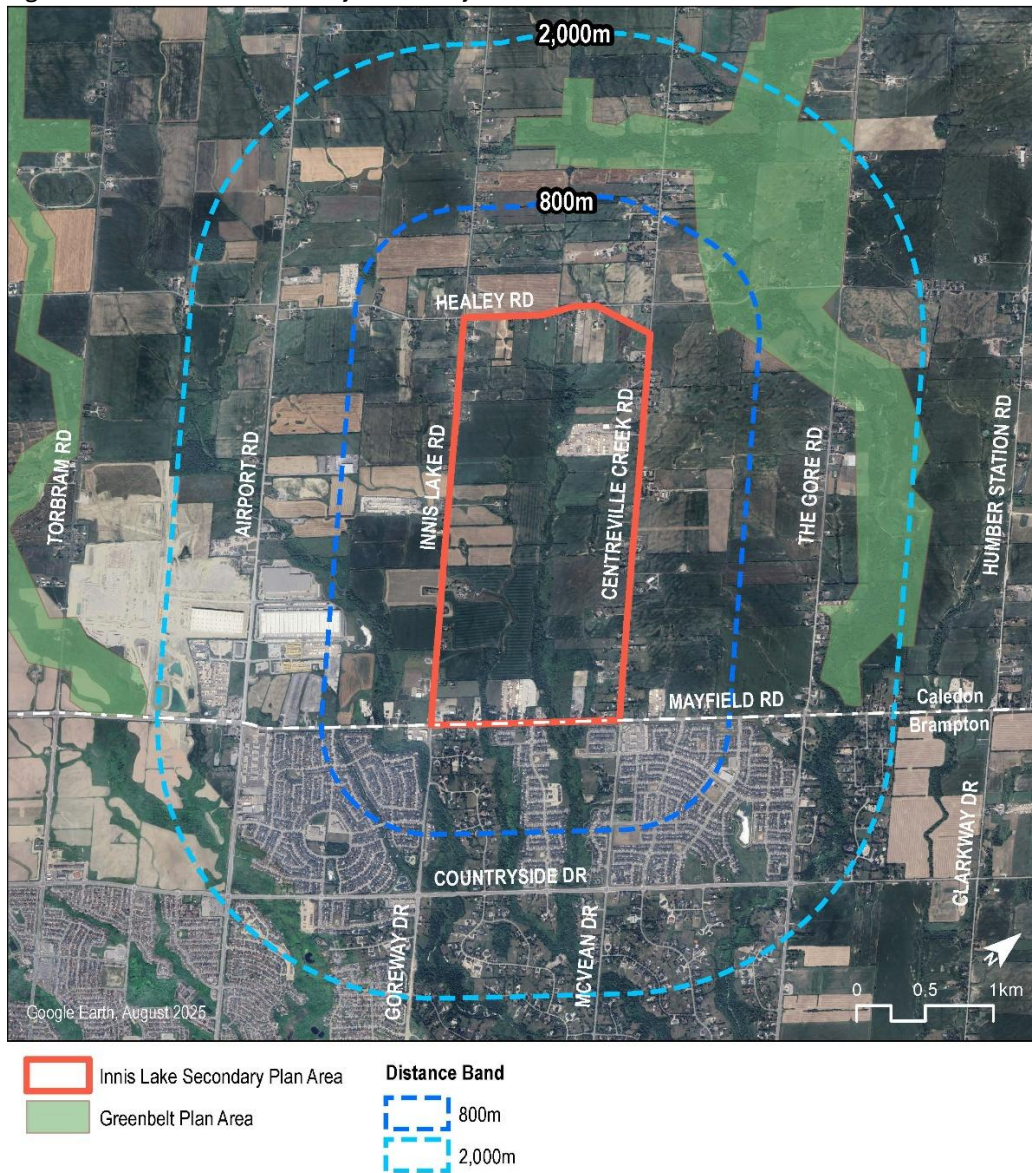 2,000m
800m
HEALEY RD
TORBRAM RD
AIRPORT RD
INNIS LAKE RD
CENTREVILLE CREEK RD
THE GORE RD
HUMBER STATION RD
MAYFIELD RD
Caledon
Brampton
COUNTRYSIDE DR
GOREWAY DR
MCVEAN DR
CLARKWAY DR
N
0 0.5 1km
Google Earth, August 2025
Innis Lake Secondary Plan Area
Greenbelt Plan Area
Distance Band
800m
2,000m